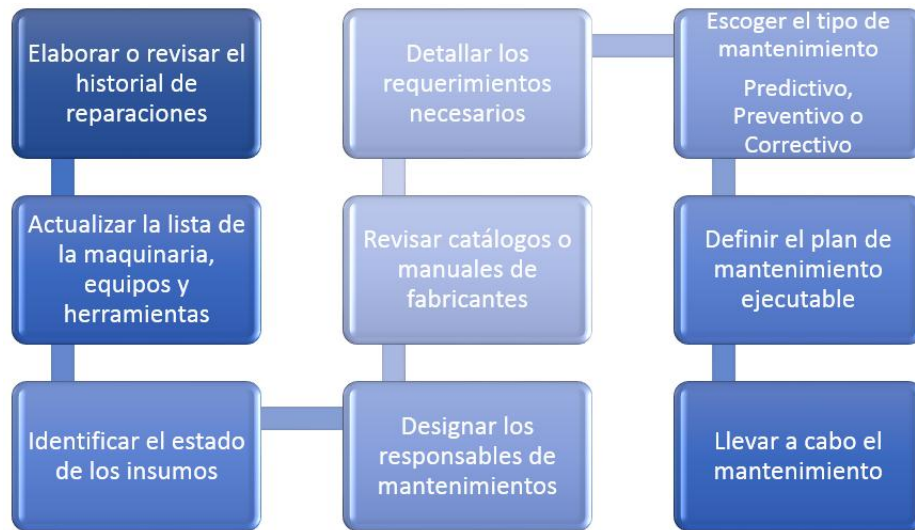 Elaborar o revisar el
historial de
reparaciones
Actualizar la lista de
la maquinaria,
equipos y
herramientas
Identificar el estado
de los insumos
Designar los
responsables de
mantenimientos
Revisar catálogos o
manuales de
fabricantes
Detallar los
requerimientos
necesarios
Escoger el tipo de
mantenimiento
Predictivo,
Preventivo o
Correctivo
Definir el plan de
mantenimiento
ejecutable
Llevar a cabo el
mantenimiento